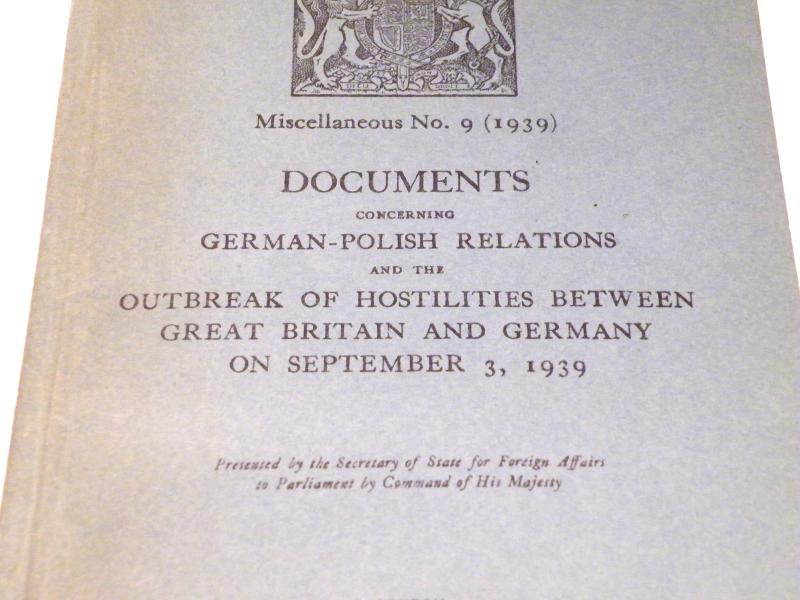 DIEU
DROIT
Miscellaneous No. 9 (1939)
DOCUMENTS
CONCERNING
GERMAN-POLISH RELATIONS
AND THE
OUTBREAK OF HOSTILITIES BETWEEN
GREAT BRITAIN AND GERMANY
ON SEPTEMBER 3, 1939
Presented by the Secretary of State for Foreign Affairs
to Parliament by Command of His Majesty